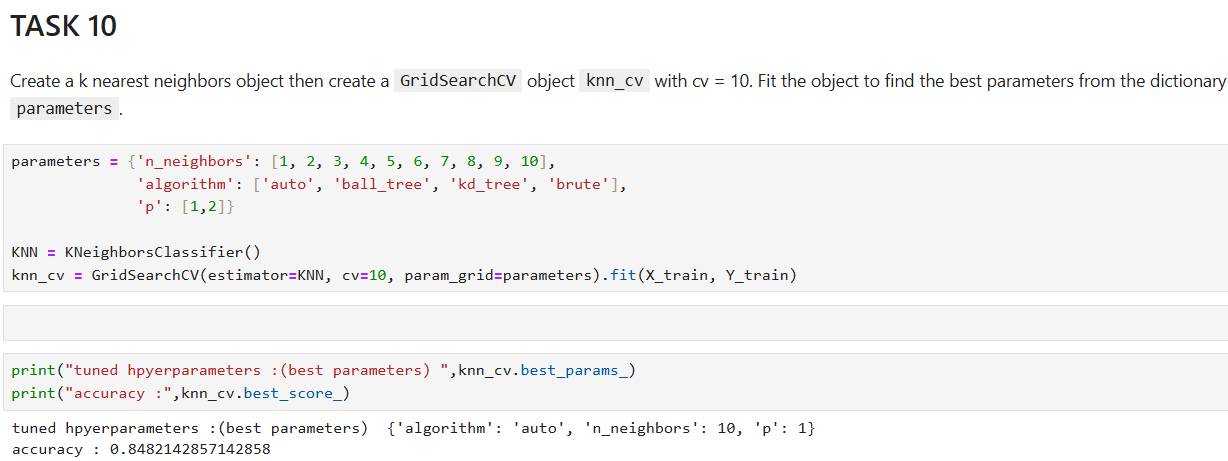 TASK 10
Create a k nearest neighbors object then create a GridSearchCV object knn_cv with cv = 10. Fit the object to find the best parameters from the dictionary
parameters .
parameters = {'n_neighbors': [1, 2, 3, 4, 5, 6, 7, 8, 9, 10],
              'algorithm': ['auto', 'ball_tree', 'kd_tree', 'brute'],
              'p': [1,2]}
KNN = KNeighborsClassifier()
knn_cv = GridSearchCV(estimator=KNN, cv=10, param_grid=parameters).fit(X_train, Y_train)
print("tuned hpyerparameters :(best parameters) ",knn_cv.best_params_)
print("accuracy :",knn_cv.best_score_)
tuned hpyerparameters :(best parameters)  {'algorithm': 'auto', 'n_neighbors': 10, 'p': 1}
accuracy : 0.8482142857142858